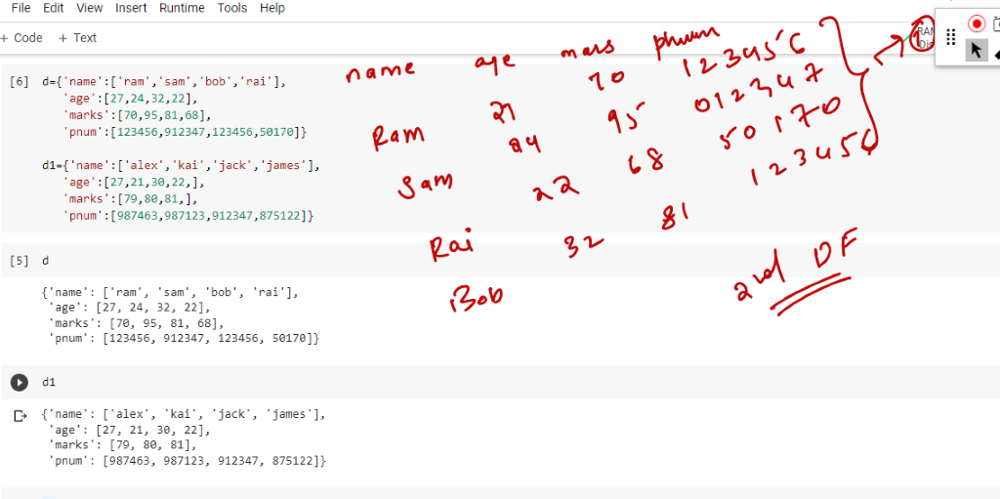 File Edit View Insert Runtime Tools Help
+ Code + Text
[6] d={'name':['ram','sam','bob','rai'],
'age':[27,24,32,22],
'marks':[70,95,81,68],
'pnum':[123456,912347,123456,50170]}
d1={'name':['alex','kai','jack','james'],
'age':[27,21,30,22,],
'marks':[79,80,81,],
'pnum':[987463,987123,912347,875122]}
name age mars
70 123456
Ram 27 95 012347
Sam 24 68 50170
Rai 22 81 123456
Bob 32
2nd DF
[5] d
{'name': ['ram', 'sam', 'bob', 'rai'],
'age': [27, 24, 32, 22],
'marks': [70, 95, 81, 68],
'pnum': [123456, 912347, 123456, 50170]}
d1
{'name': ['alex', 'kai', 'jack', 'james'],
'age': [27, 21, 30, 22],
'marks': [79, 80, 81],
'pnum': [987463, 987123, 912347, 875122]}